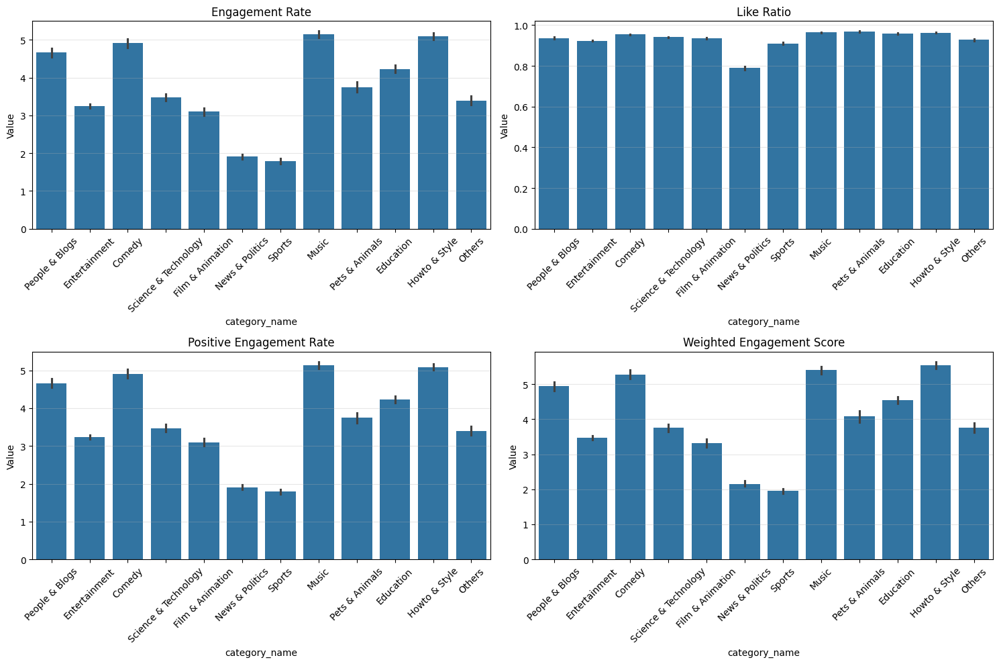 Engagement Rate
Value
5
4
3
2
1
0
People & Blogs
Entertainment
Comedy
Science & Technology
Film & Animation
News & Politics
Sports
Music
Pets & Animals
Education
Howto & Style
Others
category_name
Like Ratio
Value
1.0
0.8
0.6
0.4
0.2
0.0
People & Blogs
Entertainment
Comedy
Science & Technology
Film & Animation
News & Politics
Sports
Music
Pets & Animals
Education
Howto & Style
Others
category_name
Positive Engagement Rate
Value
5
4
3
2
1
0
People & Blogs
Entertainment
Comedy
Science & Technology
Film & Animation
News & Politics
Sports
Music
Pets & Animals
Education
Howto & Style
Others
category_name
Weighted Engagement Score
Value
5
4
3
2
1
0
People & Blogs
Entertainment
Comedy
Science & Technology
Film & Animation
News & Politics
Sports
Music
Pets & Animals
Education
Howto & Style
Others
category_name